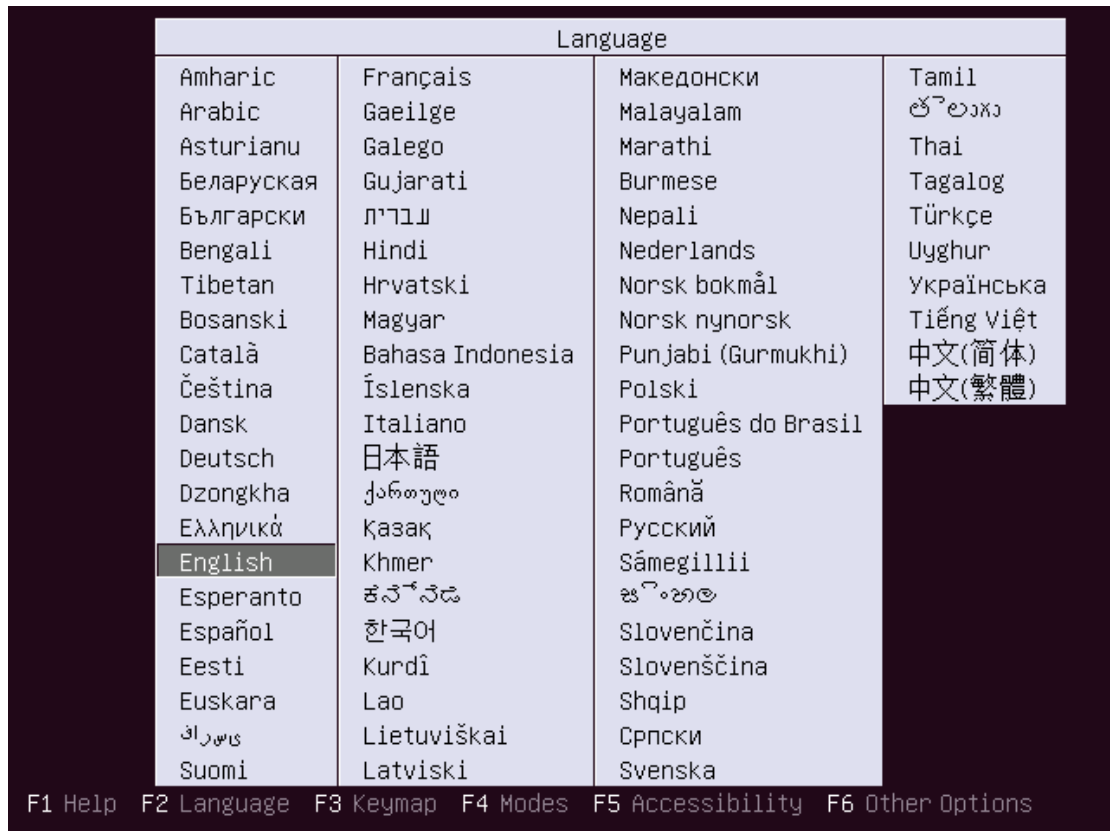 Language
Amharic
Arabic
Asturianu
Беларуская
Български
Bengali
Tibetan
Bosanski
Català
Čeština
Dansk
Deutsch
Dzongkha
Ελληνικά
English
Esperanto
Español
Eesti
Euskara
ﻰﺳﺭﺎﻓ
Suomi
Français
Gaeilge
Galego
Gujarati
עברית
Hindi
Hrvatski
Magyar
Bahasa Indonesia
Íslenska
Italiano
日本語
ქართული
Қазақ
Khmer
ಕನ್ನಡ
한국어
Kurdî
Lao
Lietuviškai
Latviski
Македонски
Malayalam
Marathi
Burmese
Nepali
Nederlands
Norsk bokmål
Norsk nynorsk
Punjabi (Gurmukhi)
Polski
Português do Brasil
Português
Română
Русский
Sámegillii
සිංහල
Slovenčina
Slovenščina
Shqip
Српски
Svenska
Tamil
తెలుగు
Thai
Tagalog
Türkçe
Uyghur
Українська
Tiếng Việt
中文(简体)
中文(繁體)
F1 Help F2 Language F3 Keymap F4 Modes F5 Accessibility F6 Other Options